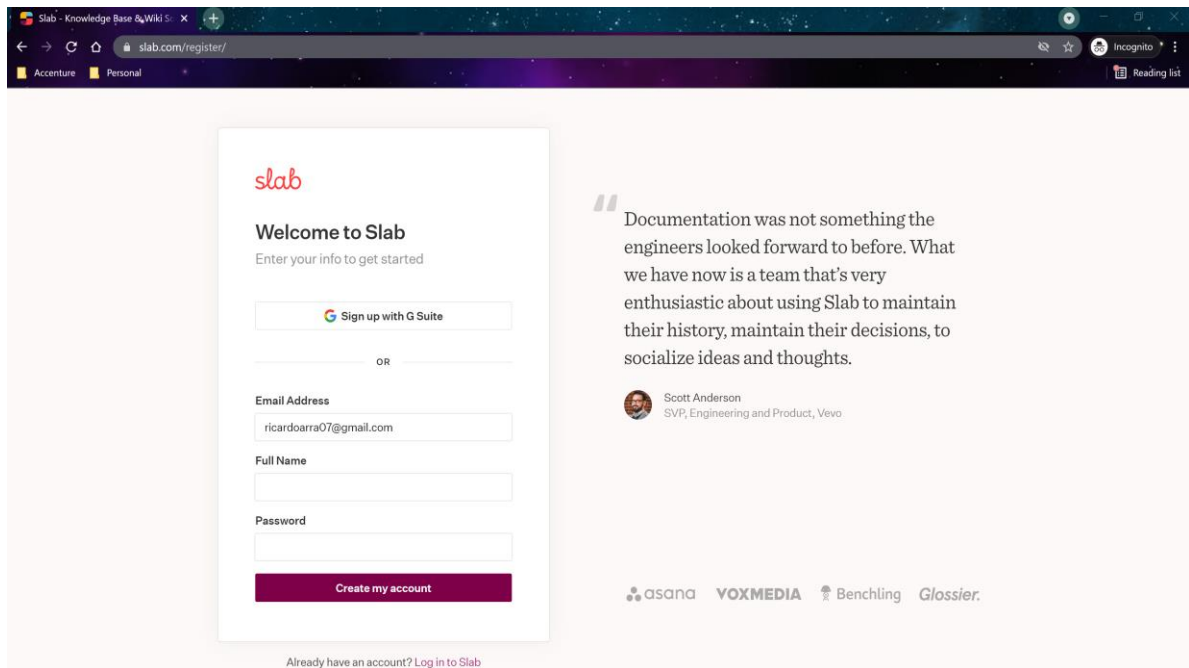 Slab - Knowledge Base & Wiki So
slab.com/register/
Incognito
Accenture
Personal
Reading list
slab
Welcome to Slab
Enter your info to get started
Sign up with G Suite
OR
Email Address
ricardoarra07@gmail.com
Full Name
Password
Create my account
Already have an account? Log in to Slab
“
Documentation was not something the
engineers looked forward to before. What
we have now is a team that’s very
enthusiastic about using Slab to maintain
their history, maintain their decisions, to
socialize ideas and thoughts.
Scott Anderson
SVP, Engineering and Product, Vevo
asana VOXMEDIA Benchling Glossier.